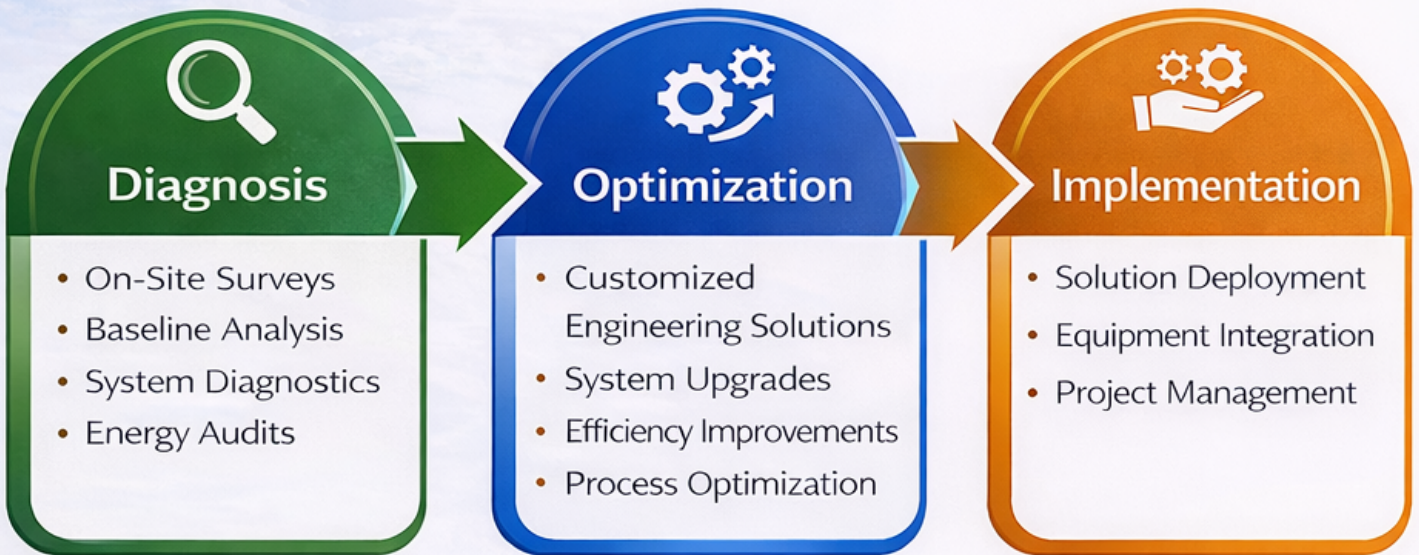 Diagnosis
• On-Site Surveys
• Baseline Analysis
• System Diagnostics
• Energy Audits
Optimization
• Customized
Engineering Solutions
• System Upgrades
• Efficiency Improvements
• Process Optimization
Implementation
• Solution Deployment
• Equipment Integration
• Project Management